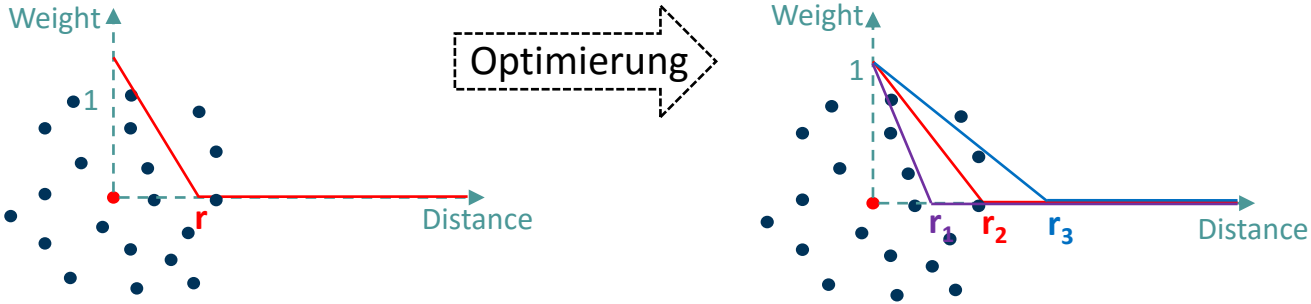 Weight
1
r
Distance
Optimierung
Weight
1
r1
r2
r3
Distance